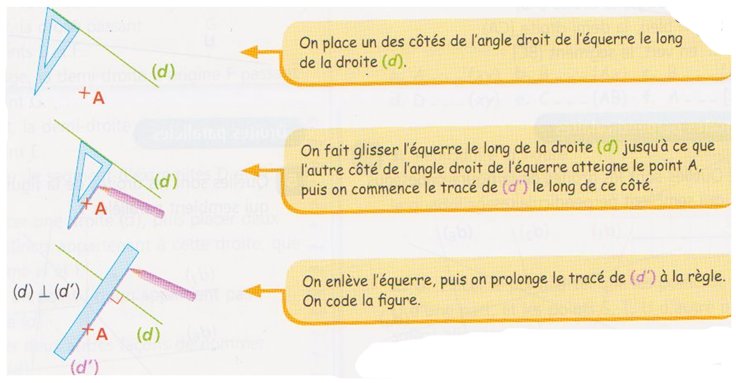 On place un des côtés de l'angle droit de l'équerre le long
de la droite (d).
(d)
A
On fait glisser l'équerre le long de la droite (d) jusqu'à ce que
l'autre côté de l'angle droit de l'équerre atteigne le point A,
puis on commence le tracé de (d') le long de ce côté.
(d)
A
On enlève l'équerre, puis on prolonge le tracé de (d') à la règle.
On code la figure.
(d) ⊥ (d')
A
(d)
(d')